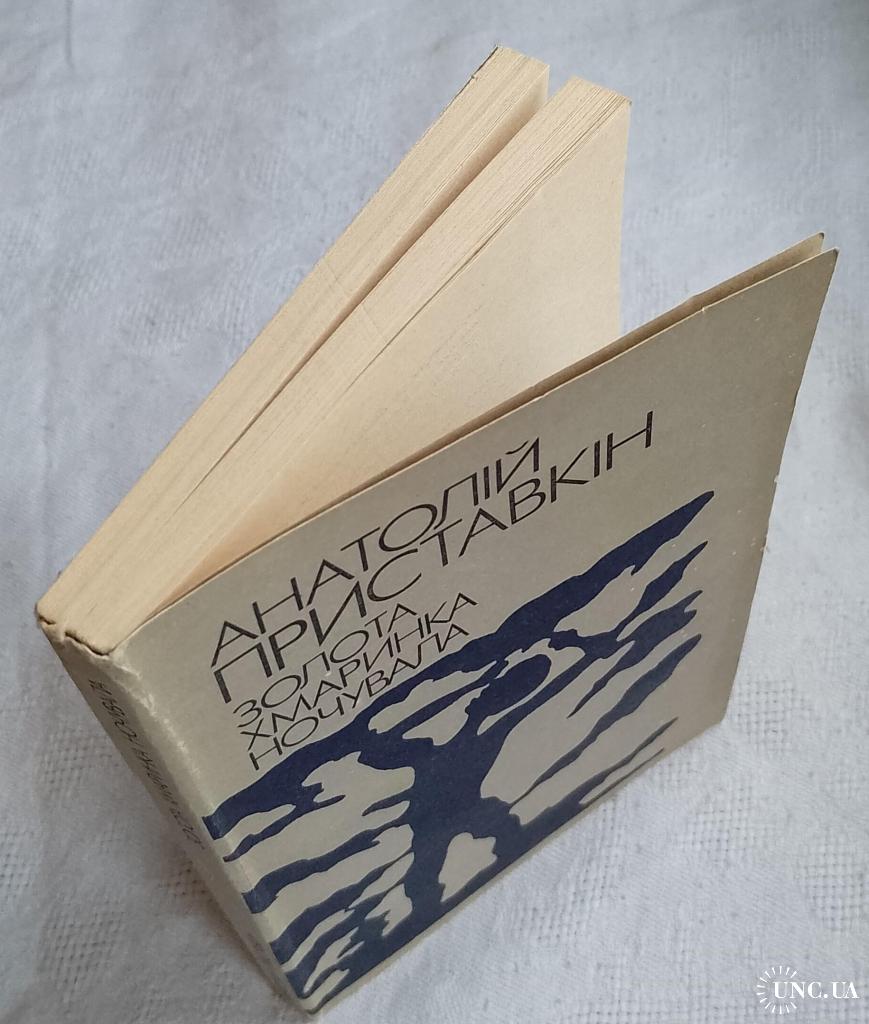 АНАТОЛІЙ
ПРИСТАВКІН
ЗОЛОТА
ХМАРИНКА
НОЧУВАЛА
UNC.UA